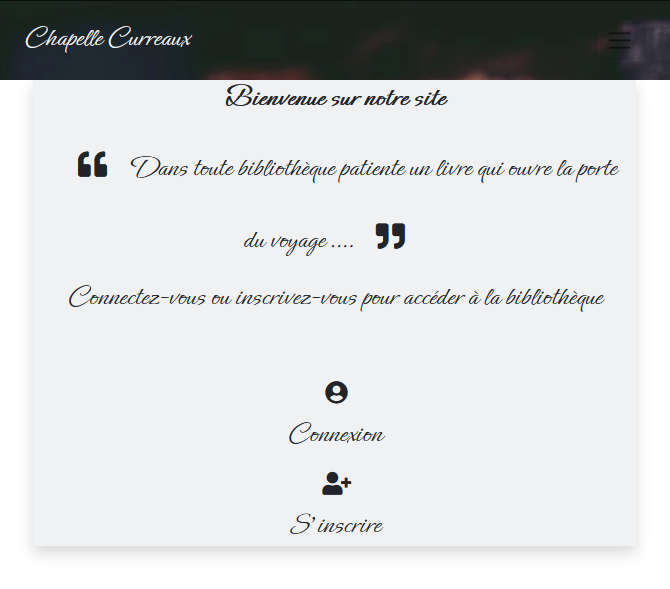 Chapelle Curreaux
Bienvenue sur notre site
“ Dans toute bibliothèque patiente un livre qui ouvre la porte
du voyage .... ”
Connectez-vous ou inscrivez-vous pour accéder à la bibliothèque
Connexion
S'inscrire